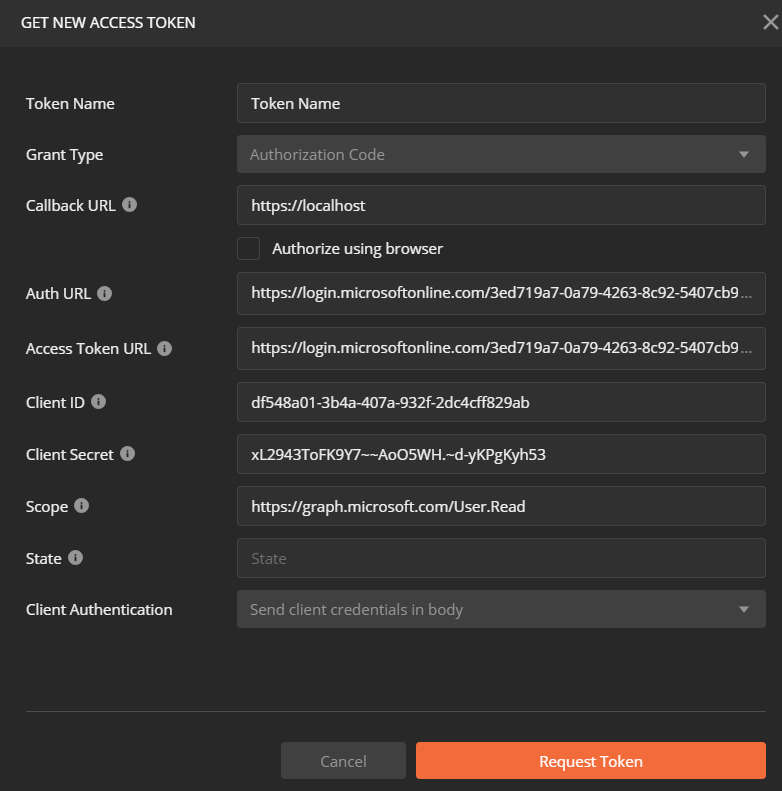 GET NEW ACCESS TOKEN
Token Name Token Name
Grant Type Authorization Code
Callback URL https://localhost
Authorize using browser
Auth URL https://login.microsoftonline.com/3ed719a7-0a79-4263-8c92-5407cb9...
Access Token URL https://login.microsoftonline.com/3ed719a7-0a79-4263-8c92-5407cb9...
Client ID df548a01-3b4a-407a-932f-2dc4cff829ab
Client Secret xL2943ToFK9Y7~~AoO5WH.~d-yKPgKyh53
Scope https://graph.microsoft.com/User.Read
State State
Client Authentication Send client credentials in body
Cancel Request Token